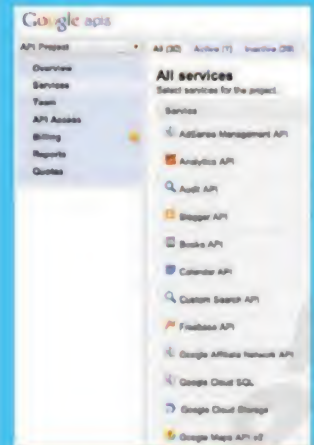 Google apis
API Project
Overview
Services
Team
API Access
Billing
Reports
Quotas
All (30) Active (1) Inactive (29)
All services
Select services for the project.
Service
AdSense Management API
Analytics API
Audit API
Blogger API
Books API
Calendar API
Custom Search API
Freebase API
Google Affiliate Network API
Google Cloud SQL
Google Cloud Storage
Google Maps API v2